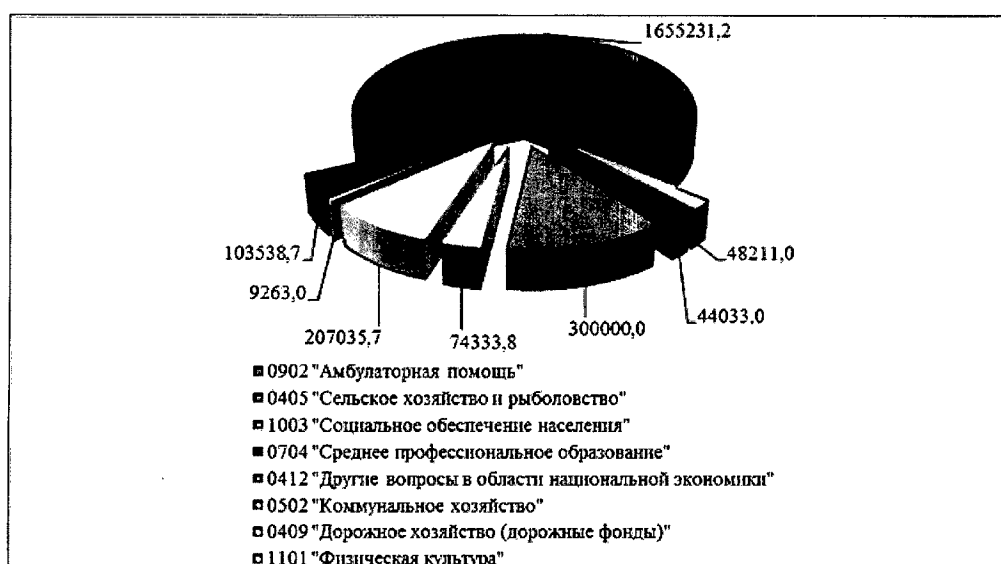 1655231,2
103538,7
48211,0
9263,0
44033,0
207035,7
74333,8
300000,0
0902 "Амбулаторная помощь"
0405 "Сельское хозяйство и рыболовство"
1003 "Социальное обеспечение населения"
0704 "Среднее профессиональное образование"
0412 "Другие вопросы в области национальной экономики"
0502 "Коммунальное хозяйство"
0409 "Дорожное хозяйство (дорожные фонды)"
1101 "Физическая культура"